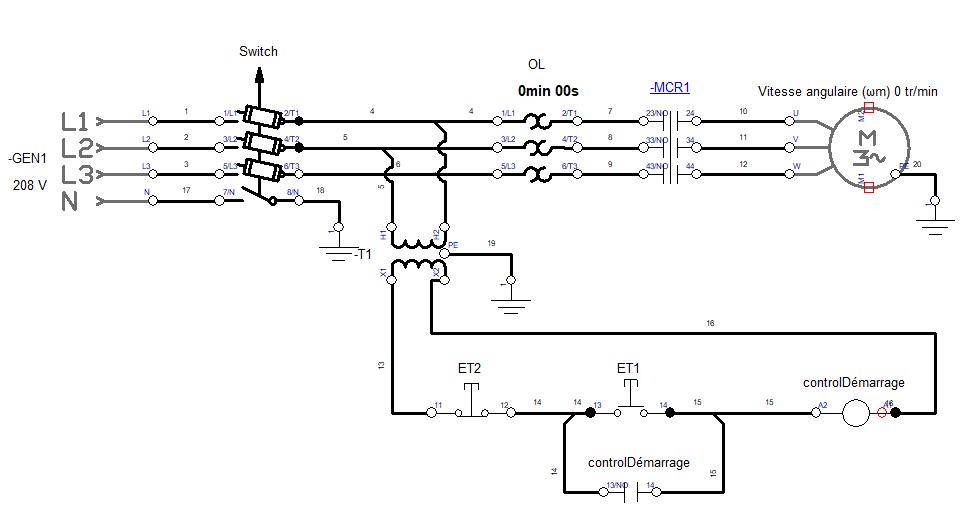 Switch
OL
0min 00s
-MCR1
Vitesse angulaire (ωm) 0 tr/min
L1 L1 1 1/L1 2/T1 4 4 1/L1 2/T1 7 23/NO 24 10 U
M2
L2 L2 2 3/L2 4/T2 5 3/L2 4/T2 8 33/NO 34 11 V
M
3~
-GEN1
L3 L3 3 5/L3 6/T3 6 5/L3 6/T3 9 43/NO 44 12 W
M1 PE 20
208 V
N N 17 7/N 8/N 18
5
1
1
H1 H2
-T1
PE 19
X1 X2
1
16
13
ET2
ET1
controlDémarrage
11 12 14 14 13 14 15 15 A2 A1 16
controlDémarrage
14 13/NO 14 15